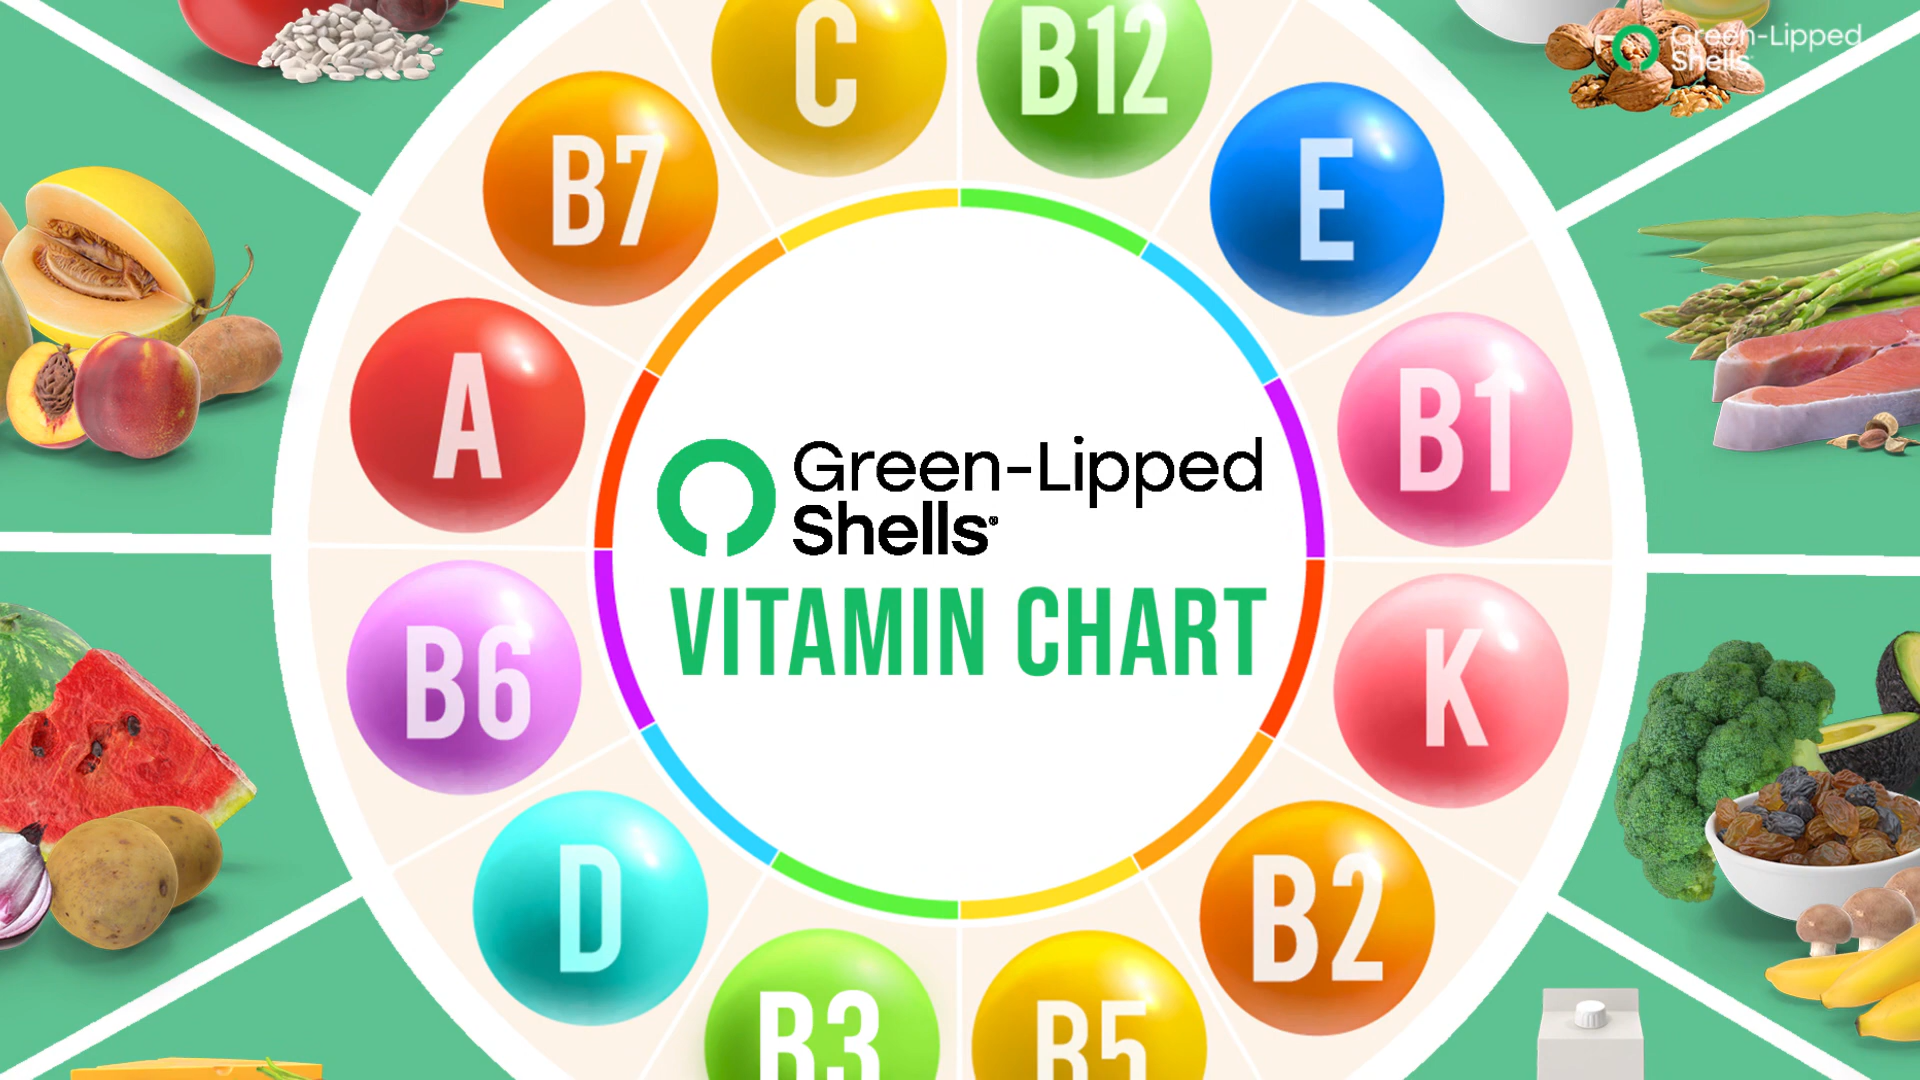 C
B12
Green-Lipped
Shells
B7
E
A
B1
Green-Lipped
Shells®
VITAMIN CHART
B6
K
D
B2
B3
B5